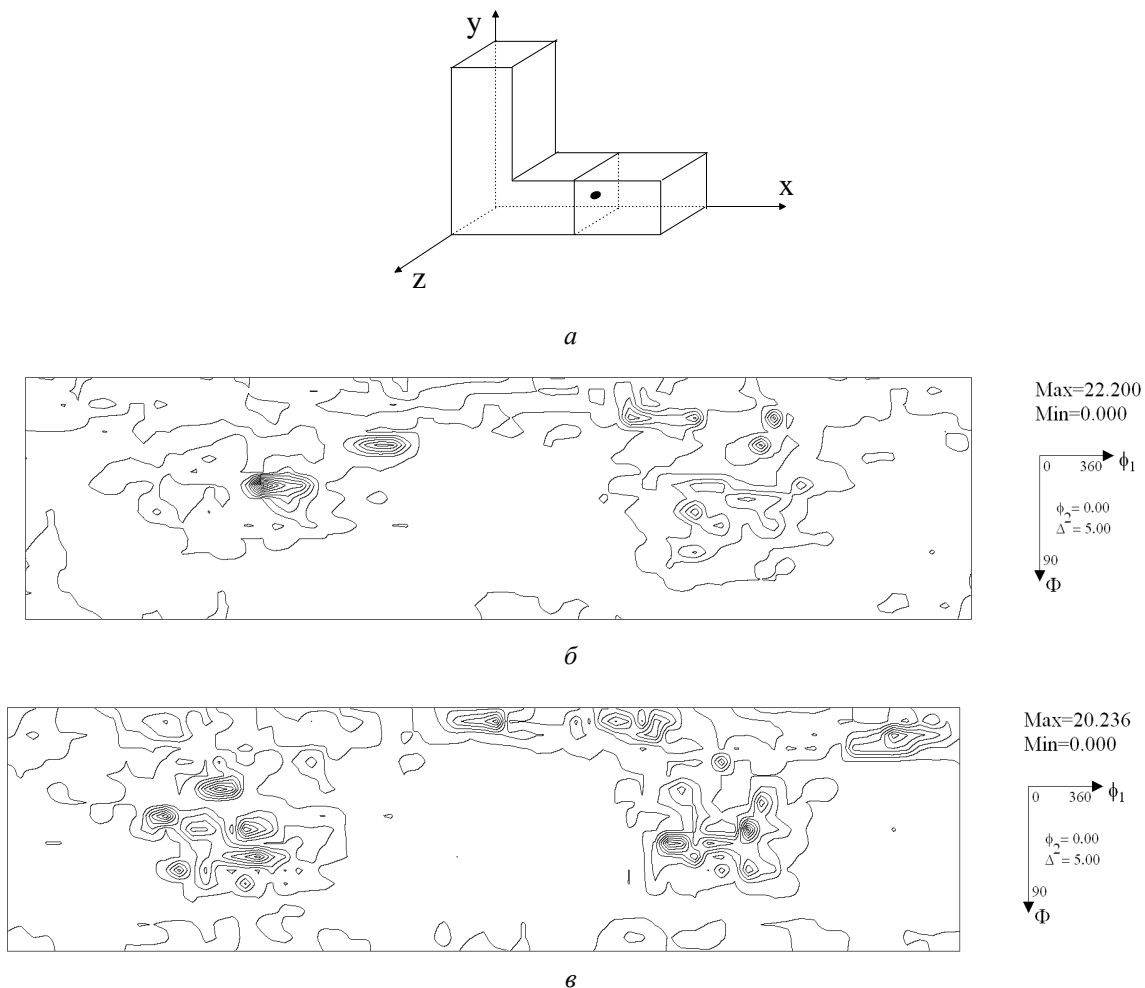 y
x
z
а
Max=22.200
Min=0.000
0 360 ϕ1
ϕ2= 0.00
Δ = 5.00
90
Φ
б
Max=20.236
Min=0.000
0 360 ϕ1
ϕ2= 0.00
Δ = 5.00
90
Φ
в